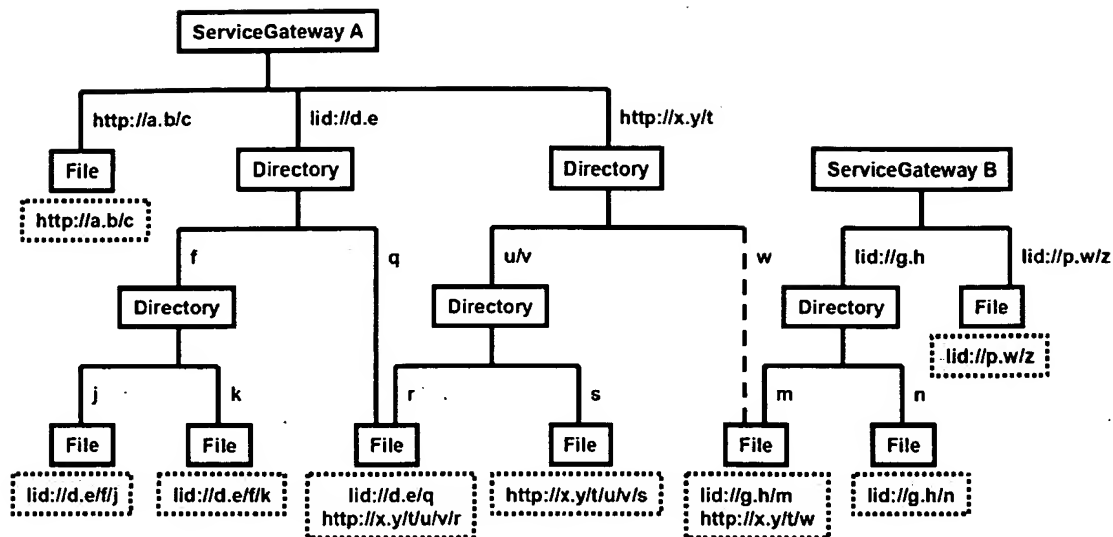 ServiceGateway A
http://a.b/c
lid://d.e
http://x.y/t
File
Directory
Directory
ServiceGateway B
http://a.b/c
f
q
u/v
w
lid://g.h
lid://p.w/z
Directory
Directory
Directory
File
lid://p.w/z
j
k
r
s
m
n
File
File
File
File
File
File
lid://d.e/f/j
lid://d.e/f/k
lid://d.e/q
http://x.y/t/u/v/r
http://x.y/t/u/v/s
lid://g.h/m
http://x.y/t/w
lid://g.h/n